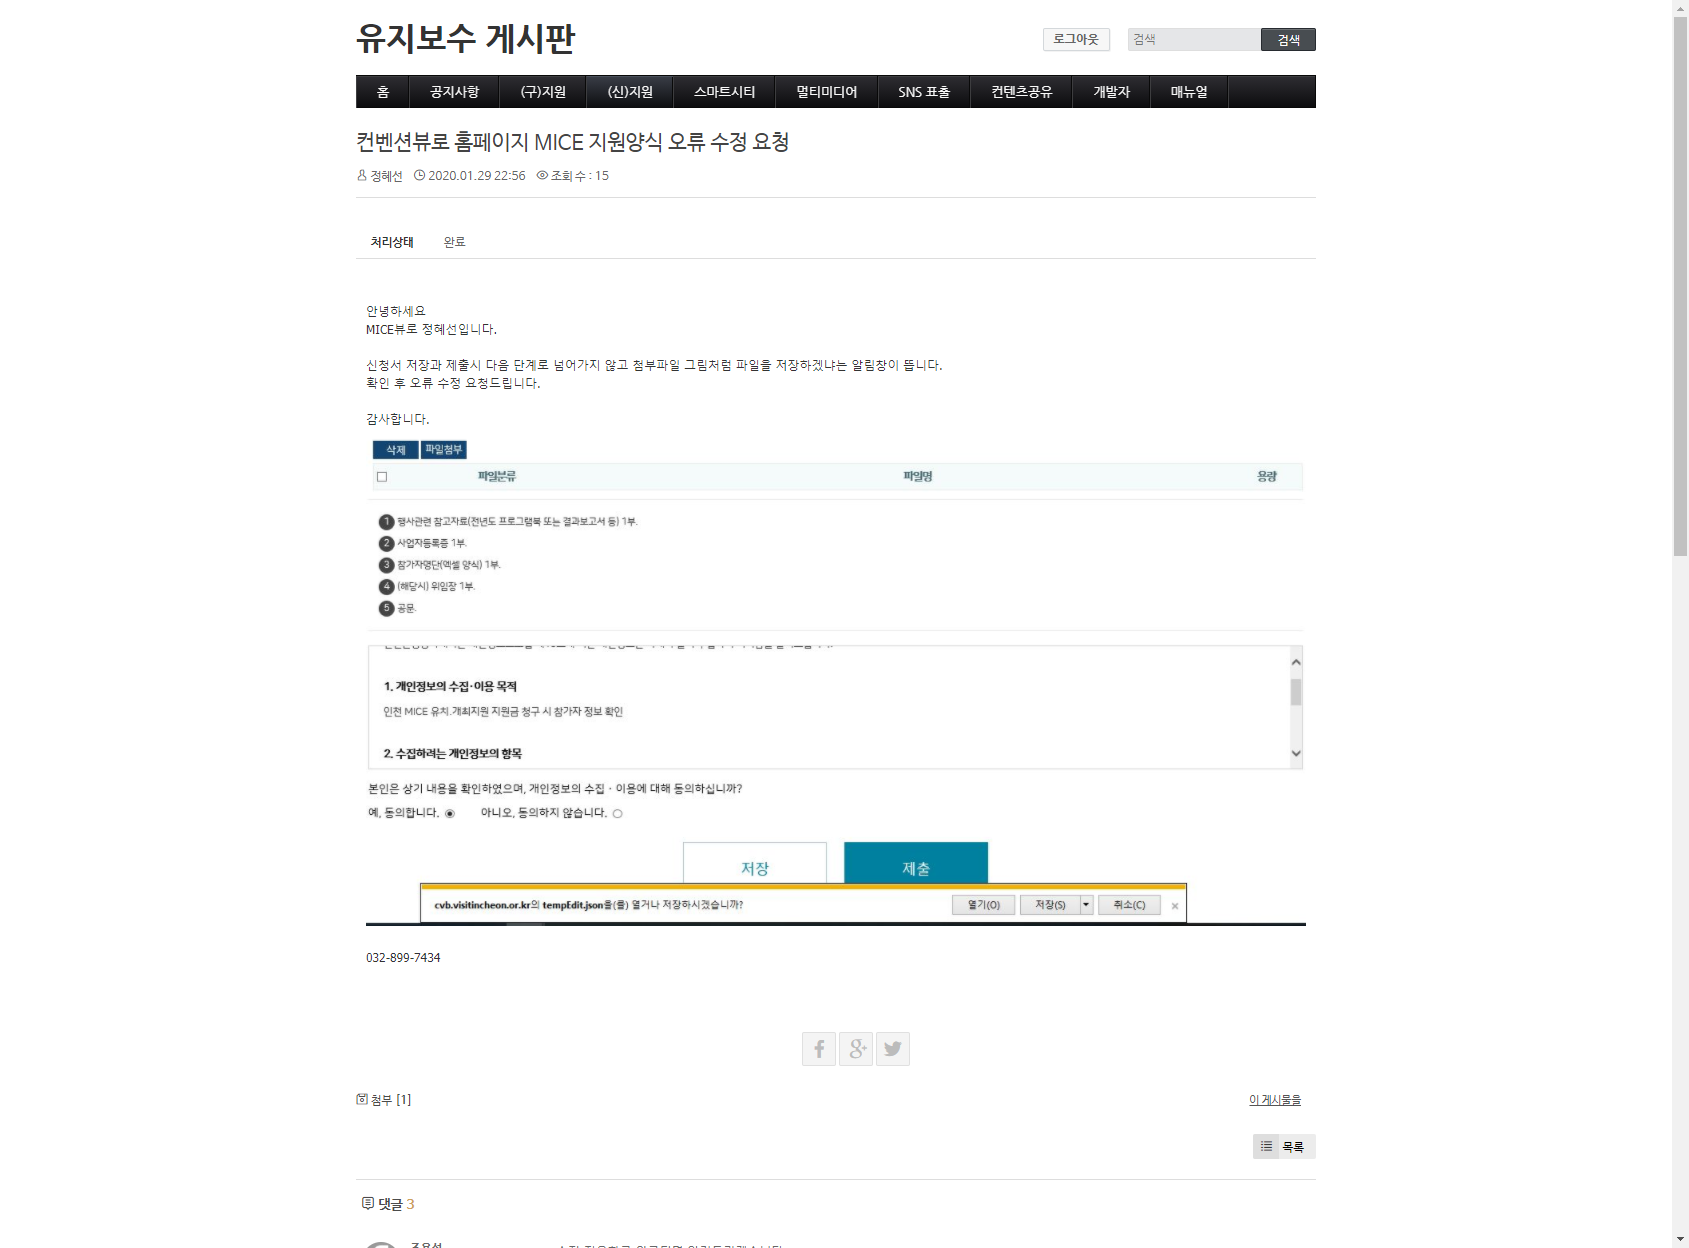 유지보수 게시판
로그아웃 검색 검색
홈 공지사항 (구)지원 (신)지원 스마트시티 멀티미디어 SNS 표출 컨텐츠공유 개발자 매뉴얼
컨벤션뷰로 홈페이지 MICE 지원양식 오류 수정 요청
정혜선 2020.01.29 22:56 조회 수 : 15
처리상태 완료
안녕하세요
MICE뷰로 정혜선입니다.
신청서 저장과 제출시 다음 단계로 넘어가지 않고 첨부파일 그림처럼 파일을 저장하겠냐는 알림창이 뜹니다.
확인 후 오류 수정 요청드립니다.
감사합니다.
삭제 파일첨부
파일분류 파일명 용량
1 행사관련 참고자료(전년도 프로그램북 또는 결과보고서 등) 1부.
2 사업자등록증 1부.
3 참가자명단(엑셀 양식) 1부.
4 (해당시) 위임장 1부.
5 공문.
1. 개인정보의 수집·이용 목적
인천 MICE 유치.개최지원 지원금 청구 시 참가자 정보 확인
2. 수집하려는 개인정보의 항목
본인은 상기 내용을 확인하였으며, 개인정보의 수집 · 이용에 대해 동의하십니까?
예, 동의합니다. 아니오, 동의하지 않습니다.
저장 제출
cvb.visitincheon.or.kr의 tempEdit.json을(를) 열거나 저장하시겠습니까? 열기(O) 저장(S) 취소(C)
032-899-7434
첨부 [1] 이 게시물을
목록
댓글 3